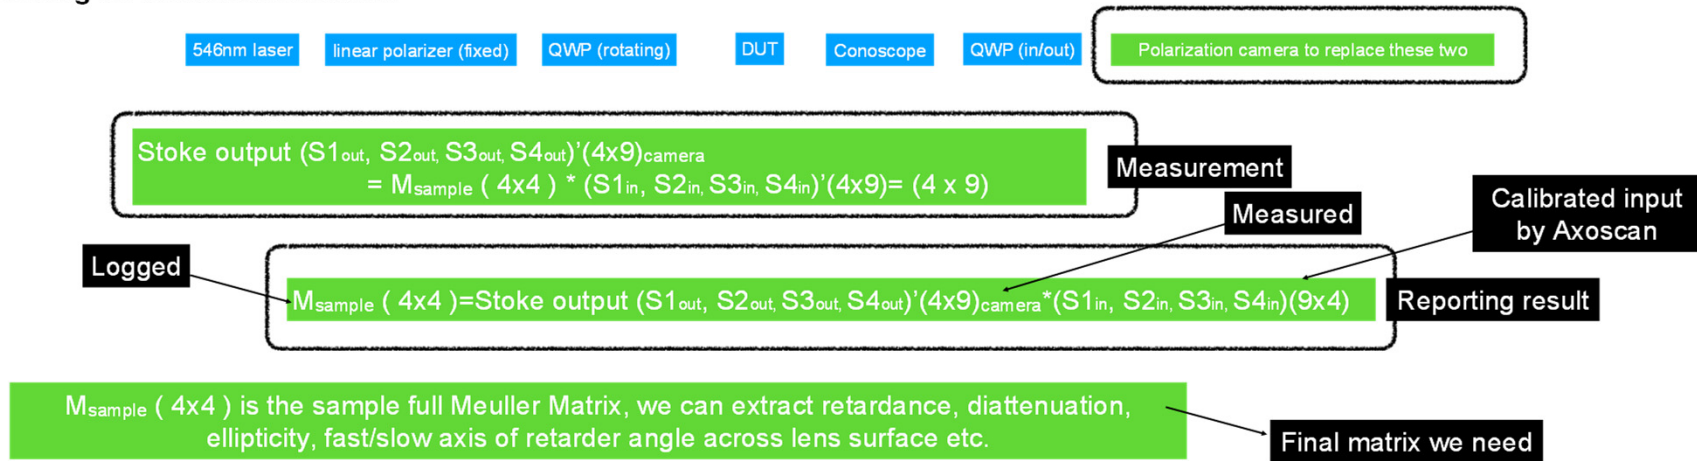 546nm laser
linear polarizer (fixed)
QWP (rotating)
DUT
Conoscope
QWP (in/out)
Polarization camera to replace these two
Stoke output (S1out, S2out, S3out, S4out)'(4x9)camera
= Msample ( 4x4 ) * (S1in, S2in, S3in, S4in)'(4x9)= (4 x 9)
Measurement
Measured
Calibrated input
by Axoscan
Logged
Msample ( 4x4 )=Stoke output (S1out, S2out, S3out, S4out)'(4x9)camera*(S1in, S2in, S3in, S4in)(9x4)
Reporting result
Msample ( 4x4 ) is the sample full Meuller Matrix, we can extract retardance, diattenuation,
ellipticity, fast/slow axis of retarder angle across lens surface etc.
Final matrix we need